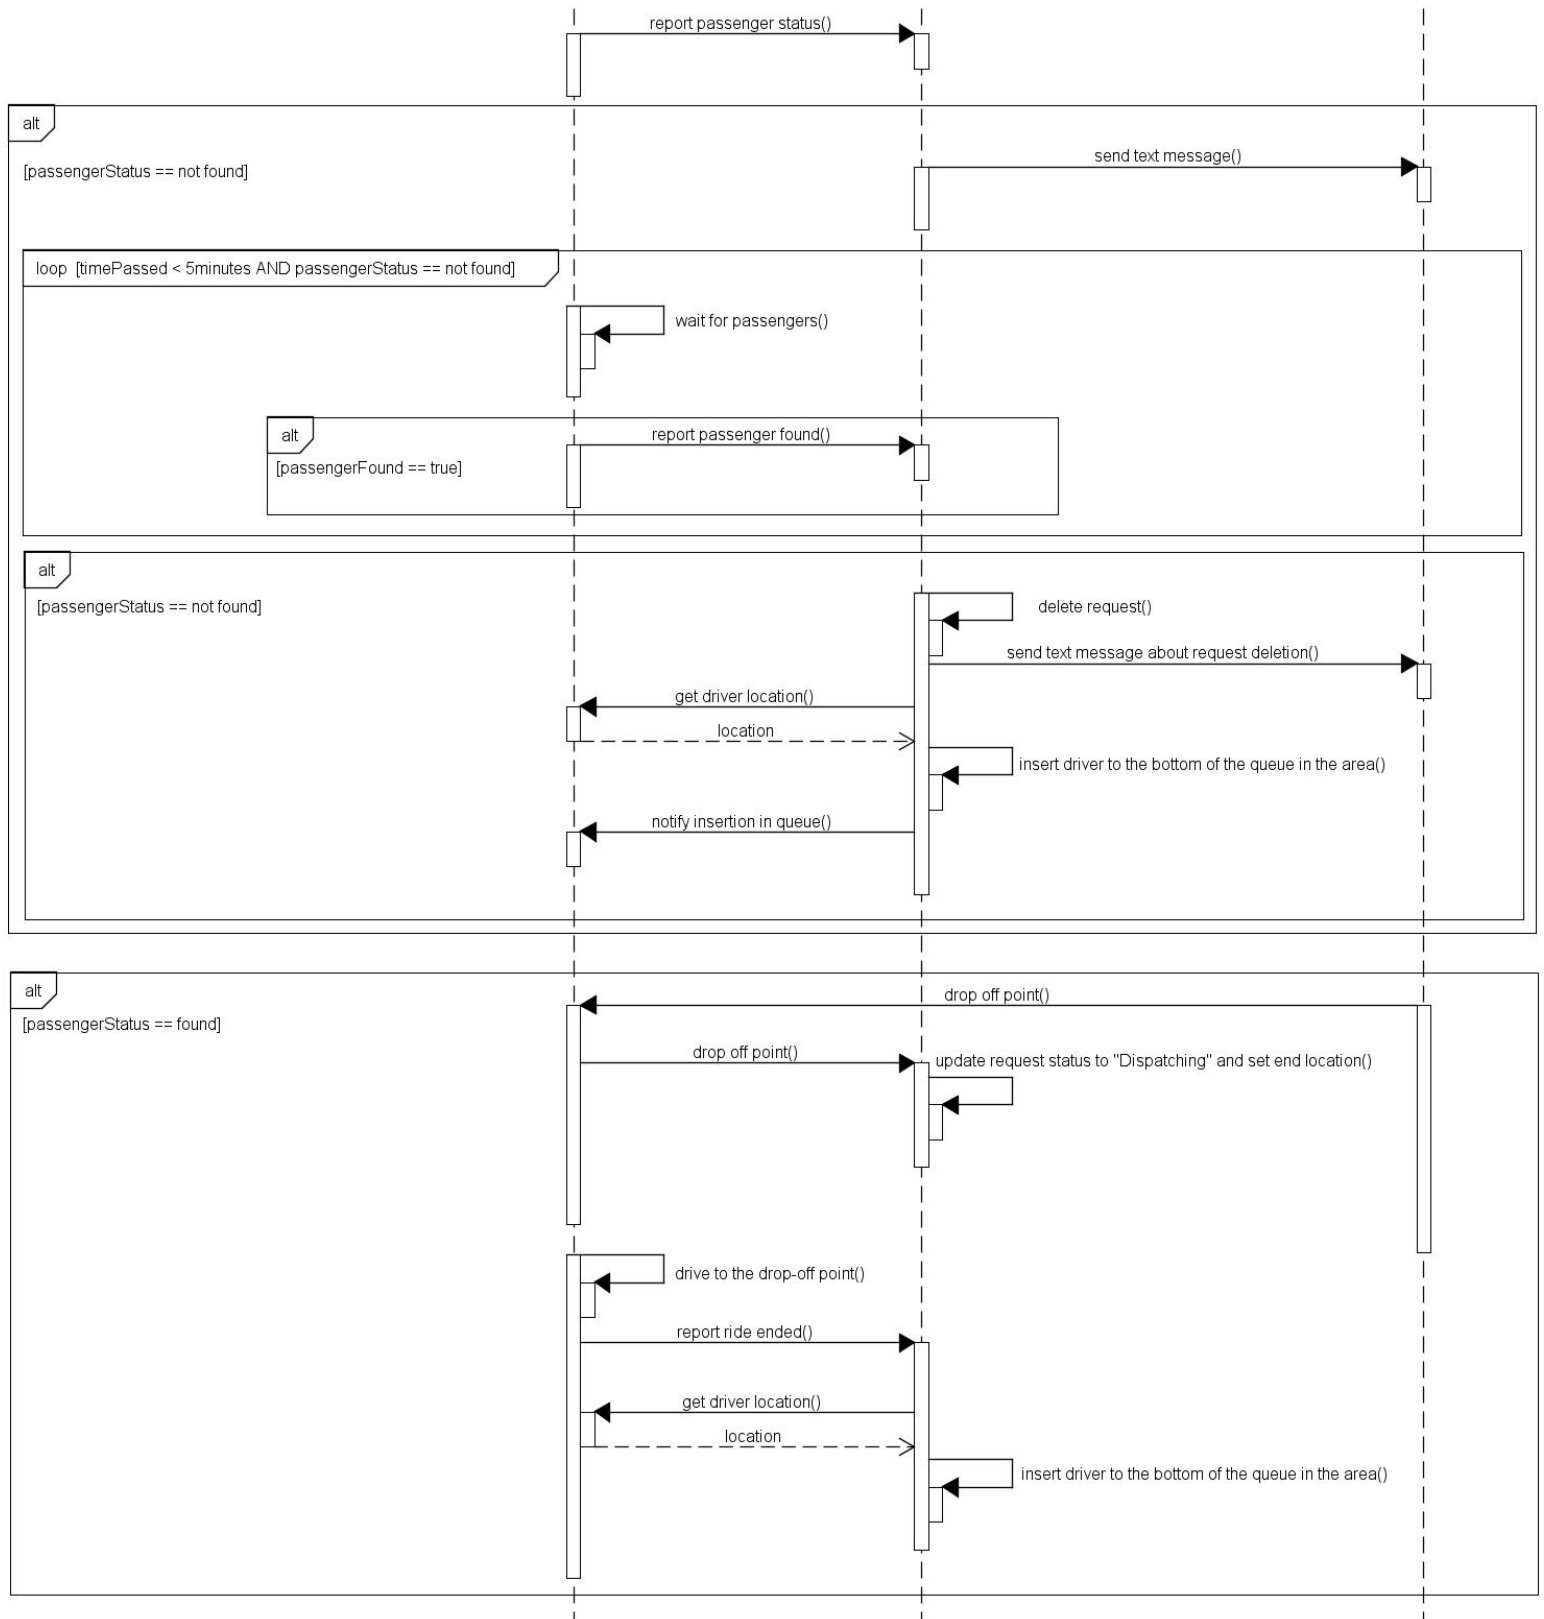 report passenger status()
alt
send text message()
[passengerStatus == not found]
loop [timePassed < 5minutes AND passengerStatus == not found]
wait for passengers()
alt
report passenger found()
[passengerFound == true]
alt
[passengerStatus == not found]
delete request()
send text message about request deletion()
get driver location()
location
insert driver to the bottom of the queue in the area()
notify insertion in queue()
alt
drop off point()
[passengerStatus == found]
drop off point()
update request status to "Dispatching" and set end location()
drive to the drop-off point()
report ride ended()
get driver location()
location
insert driver to the bottom of the queue in the area()